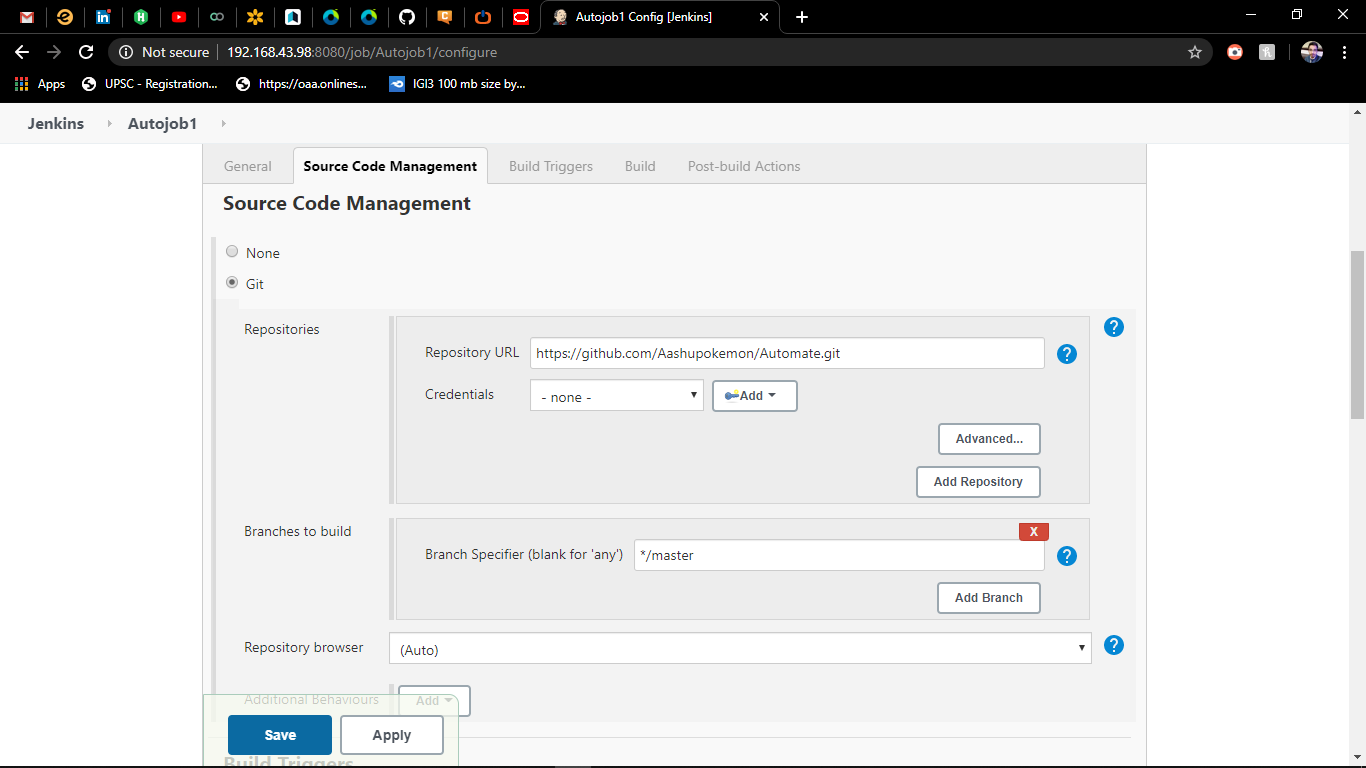 Autojob1 Config [Jenkins]
Not secure 192.168.43.98:8080/job/Autojob1/configure
Apps UPSC - Registration... https://oaa.onlines... IGI3 100 mb size by...
Jenkins Autojob1
General Source Code Management Build Triggers Build Post-build Actions
Source Code Management
None
Git
Repositories
Repository URL https://github.com/Aashupokemon/Automate.git
Credentials - none - Add
Advanced...
Add Repository
Branches to build
X
Branch Specifier (blank for 'any') */master
Add Branch
Repository browser (Auto)
Additional Behaviours Add
Save Apply
Build Triggers